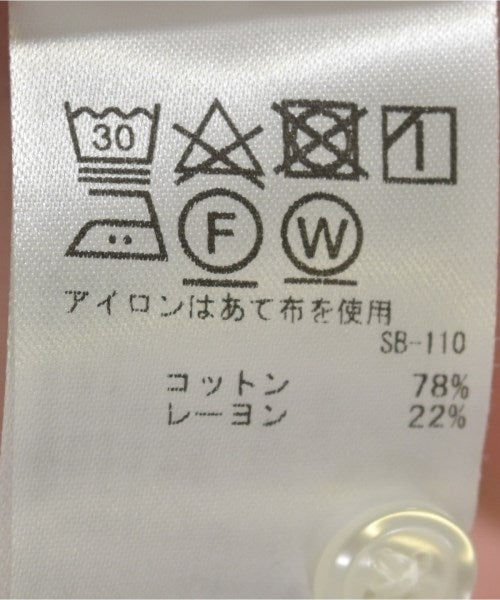 30
F W
アイロンはあて布を使用
SB-110
コットン 78%
レーヨン 22%